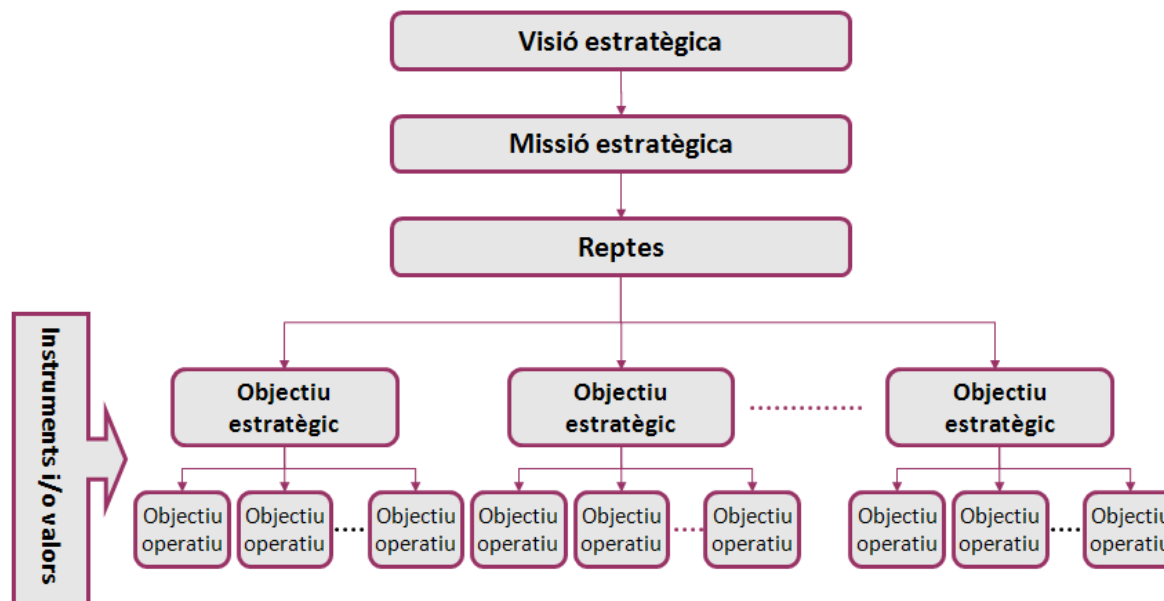 Visió estratègica
Missió estratègica
Reptes
Instruments i/o valors
Objectiu
estratègic
Objectiu
estratègic
Objectiu
estratègic
Objectiu
operatiu
Objectiu
operatiu
Objectiu
operatiu
Objectiu
operatiu
Objectiu
operatiu
Objectiu
operatiu
Objectiu
operatiu
Objectiu
operatiu
Objectiu
operatiu